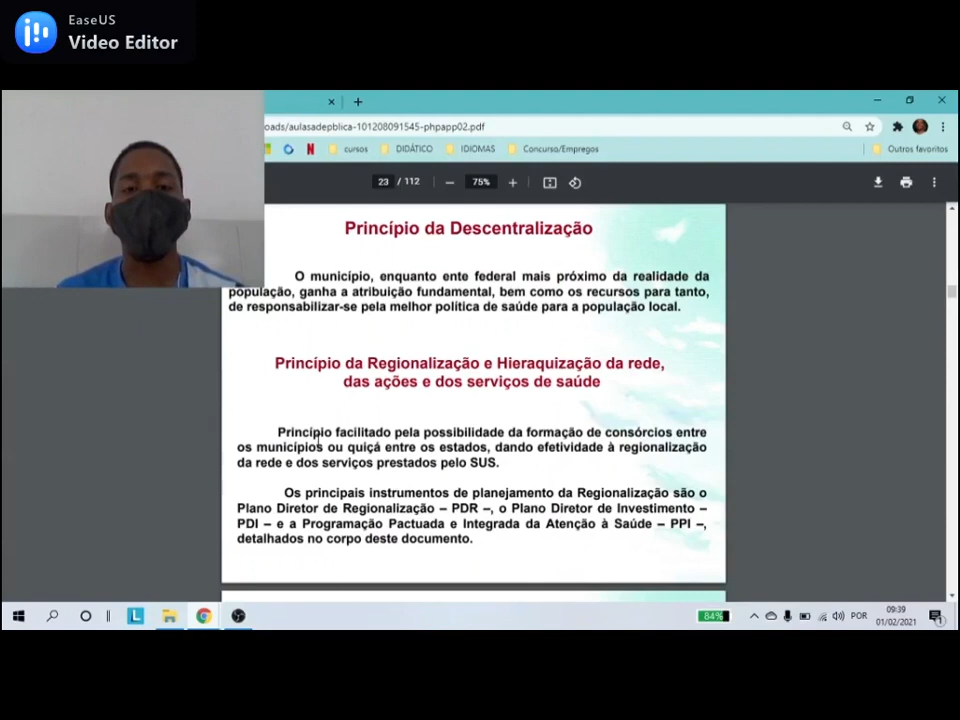 EaseUS
Video Editor
oads/aulasadepblica-101208091545-phpapp02.pdf
N cursos DIDÁTICO IDIOMAS Concurso/Empregos Outros favoritos
23 / 112 75%
Princípio da Descentralização
O município, enquanto ente federal mais próximo da realidade da
população, ganha a atribuição fundamental, bem como os recursos para tanto,
de responsabilizar-se pela melhor política de saúde para a população local.
Princípio da Regionalização e Hieraquização da rede,
das ações e dos serviços de saúde
Princípio facilitado pela possibilidade da formação de consórcios entre
os municípios ou quiçá entre os estados, dando efetividade à regionalização
da rede e dos serviços prestados pelo SUS.
Os principais instrumentos de planejamento da Regionalização são o
Plano Diretor de Regionalização – PDR –, o Plano Diretor de Investimento –
PDI – e a Programação Pactuada e Integrada da Atenção à Saúde – PPI –,
detalhados no corpo deste documento.
L 84% POR 09:39
01/02/2021 1